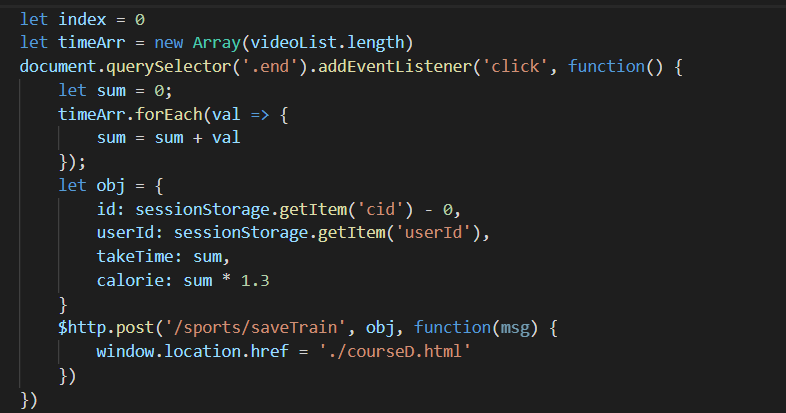 let index = 0
let timeArr = new Array(videoList.length)
document.querySelector('.end').addEventListener('click', function() {
    let sum = 0;
    timeArr.forEach(val => {
        sum = sum + val
    });
    let obj = {
        id: sessionStorage.getItem('cid') - 0,
        userId: sessionStorage.getItem('userId'),
        takeTime: sum,
        calorie: sum * 1.3
    }
    $http.post('/sports/saveTrain', obj, function(msg) {
        window.location.href = './courseD.html'
    })
})